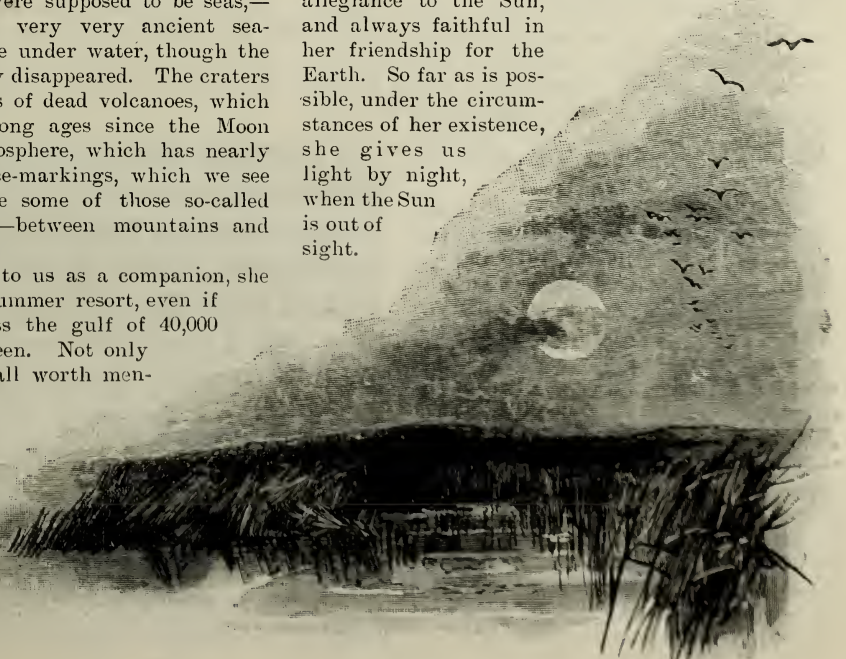 ere supposed to be seas,—
very very ancient sea-
e under water, though the
disappeared. The craters
s of dead volcanoes, which
ong ages since the Moon
osphere, which has nearly
e-markings, which we see
e some of those so-called
—between mountains and
to us as a companion, she
ummer resort, even if
ss the gulf of 40,000
een. Not only
all worth men-
allegiance to the Sun,
and always faithful in
her friendship for the
Earth. So far as is pos-
sible, under the circum-
stances of her existence,
she gives us
light by night,
when the Sun
is out of
sight.